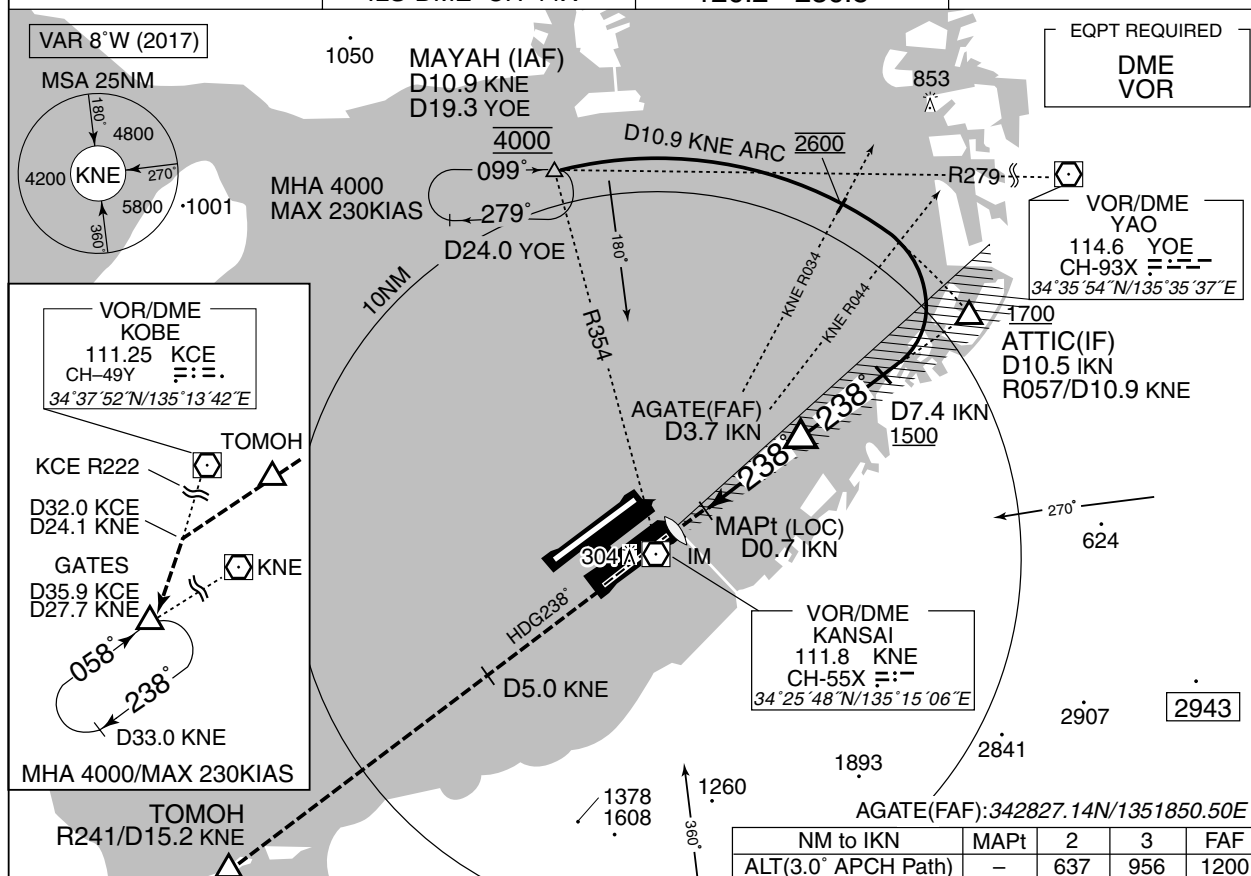 VAR 8°W (2017)
MSA 25NM
180°
4800
4200
KNE
270°
5800
360°
1001
1050
MAYAH (IAF)
D10.9 KNE
D19.3 YOE
4000
099°
MHA 4000
MAX 230KIAS
279°
D24.0 YOE
D10.9 KNE ARC
2600
853
EQPT REQUIRED
DME
VOR
R279
VOR/DME
YAO
114.6 YOE
CH-93X
34°35´54˝N/135°35´37˝E
10NM
180°
R354
KNE R034
KNE R044
1700
ATTIC(IF)
D10.5 IKN
R057/D10.9 KNE
238°
D7.4 IKN
1500
AGATE(FAF)
D3.7 IKN
238°
MAPt (LOC)
D0.7 IKN
270°
624
304
IM
HDG238°
D5.0 KNE
VOR/DME
KANSAI
111.8 KNE
CH-55X
34°25´48˝N/135°15´06˝E
VOR/DME
KOBE
111.25 KCE
CH–49Y
34°37´52˝N/135°13´42˝E
TOMOH
KCE R222
D32.0 KCE
D24.1 KNE
GATES
D35.9 KCE
D27.7 KNE
KNE
058°
238°
D33.0 KNE
MHA 4000/MAX 230KIAS
2907
2943
2841
1893
1260
1378
1608
360°
TOMOH
R241/D15.2 KNE
AGATE(FAF):342827.14N/1351850.50E
NM to IKN MAPt 2 3 FAF
ALT(3.0° APCH Path) – 637 956 1200